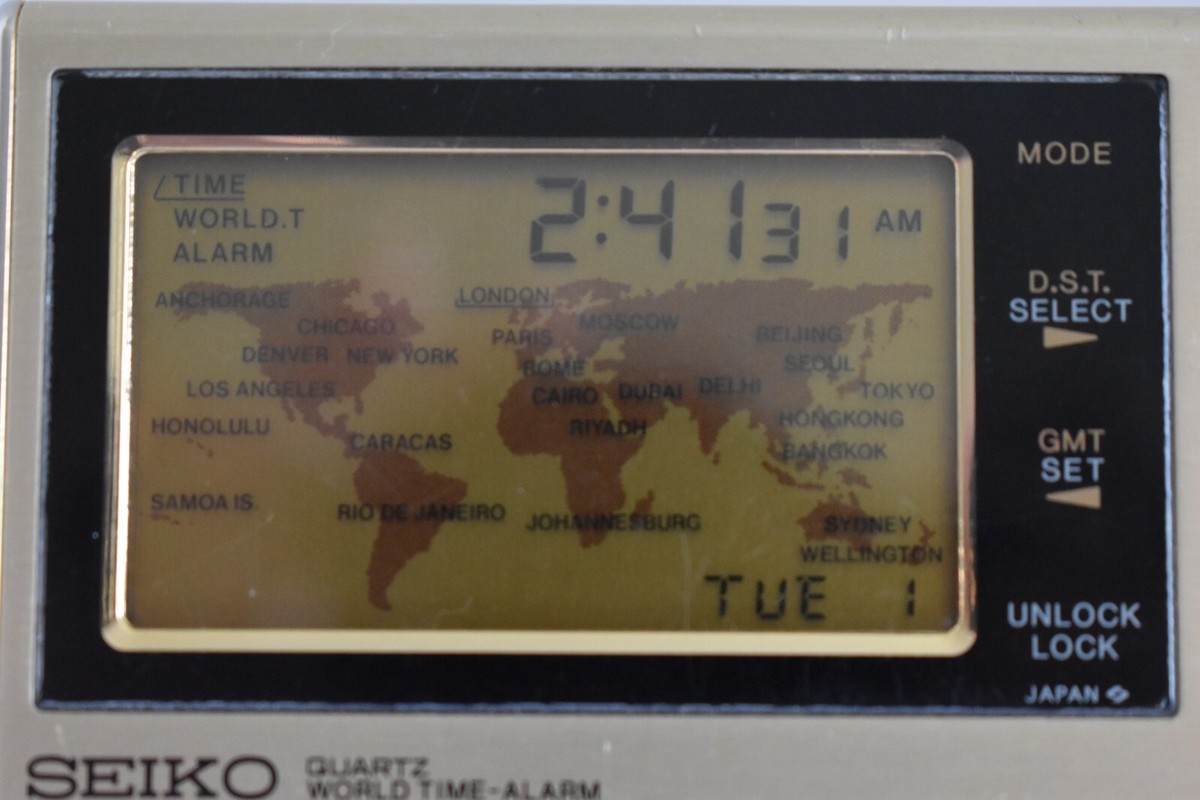 MODE
TIME
2:41 31 AM
WORLD.T
ALARM
D.S.T.
SELECT
ANCHORAGE
LONDON
CHICAGO
MOSCOW
PARIS
BEIJING
DENVER NEW YORK
SEOUL
ROME
LOS ANGELES
CAIRO DUBAI DELHI
TOKYO
HONOLULU
RIYADH
HONGKONG
CARACAS
BANGKOK
GMT
SET
SAMOA IS.
RIO DE JANEIRO
JOHANNESBURG
SYDNEY
WELLINGTON
TUE 1
UNLOCK
LOCK
JAPAN
SEIKO
QUARTZ
WORLD TIME-ALARM